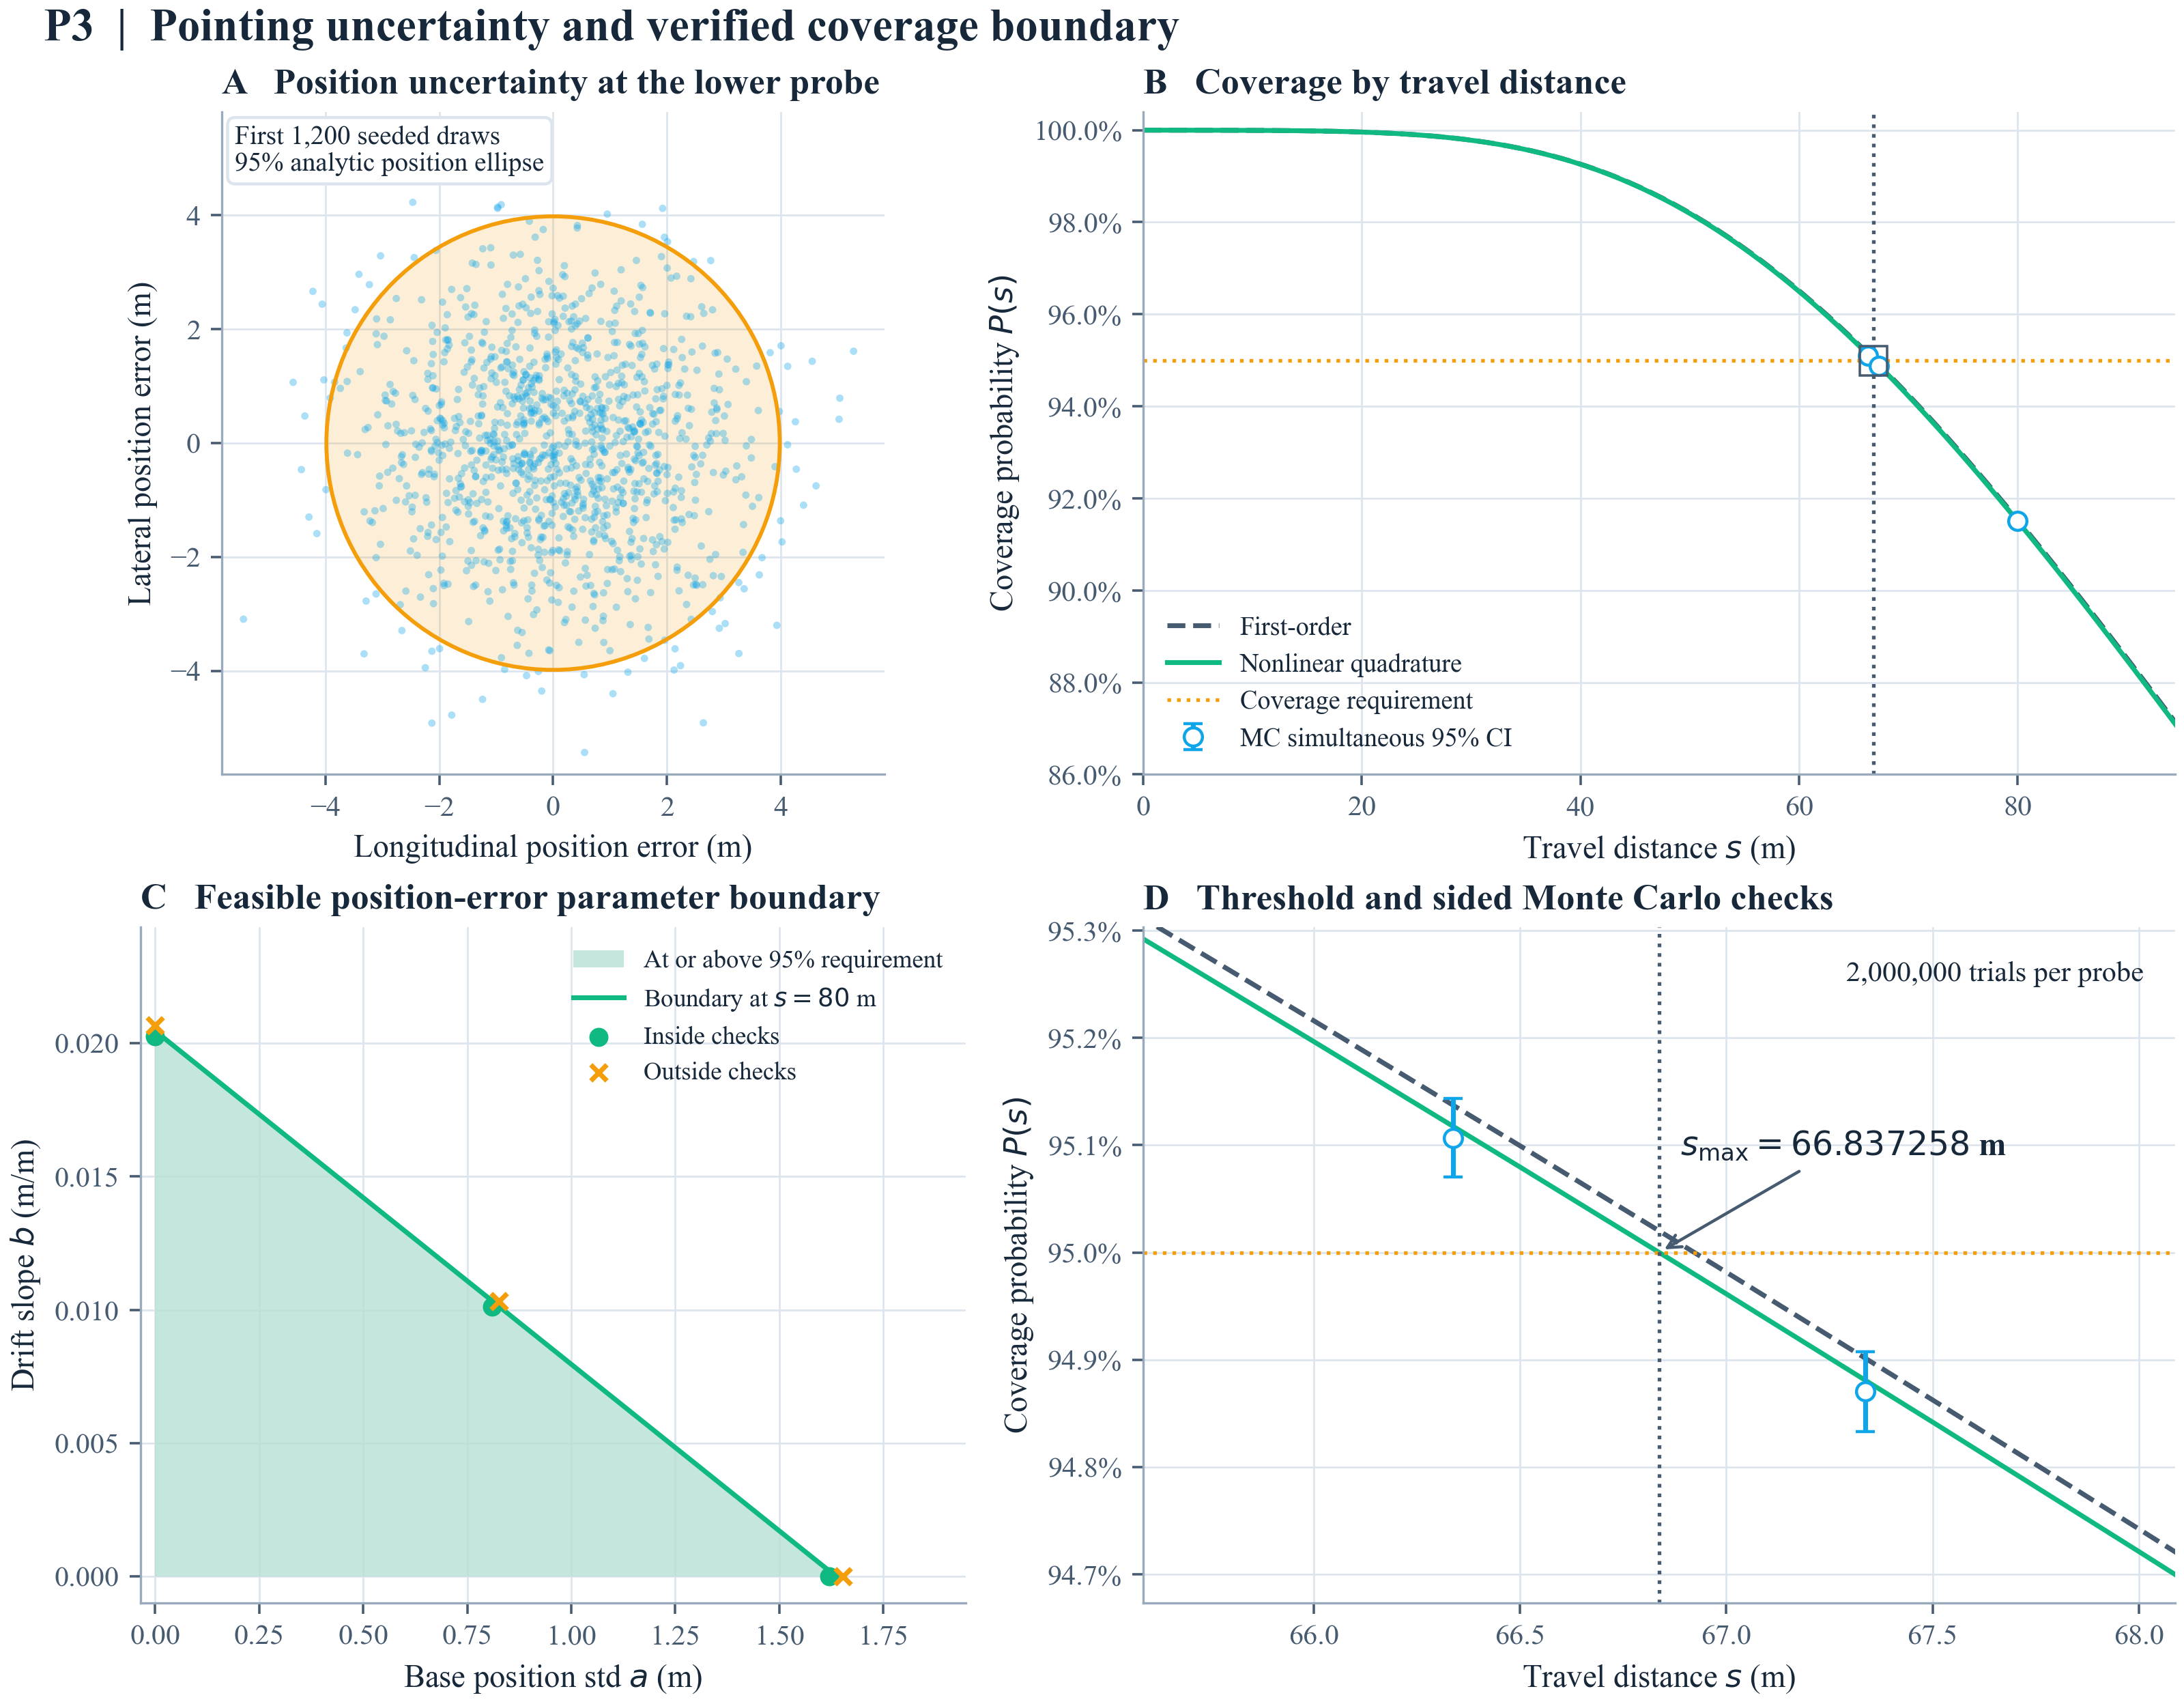 P3 | Pointing uncertainty and verified coverage boundary
A Position uncertainty at the lower probe
First 1,200 seeded draws
95% analytic position ellipse
Lateral position error (m)
4
2
0
−2
−4
−4 −2 0 2 4
Longitudinal position error (m)
B Coverage by travel distance
Coverage probability P(s)
100.0%
98.0%
96.0%
94.0%
92.0%
90.0%
88.0%
86.0%
First-order
Nonlinear quadrature
Coverage requirement
MC simultaneous 95% CI
0 20 40 60 80
Travel distance s (m)
C Feasible position-error parameter boundary
At or above 95% requirement
Boundary at s = 80 m
Inside checks
Outside checks
Drift slope b (m/m)
0.020
0.015
0.010
0.005
0.000
0.00 0.25 0.50 0.75 1.00 1.25 1.50 1.75
Base position std a (m)
D Threshold and sided Monte Carlo checks
Coverage probability P(s)
95.3%
95.2%
95.1%
95.0%
94.9%
94.8%
94.7%
2,000,000 trials per probe
smax = 66.837258 m
66.0 66.5 67.0 67.5 68.0
Travel distance s (m)